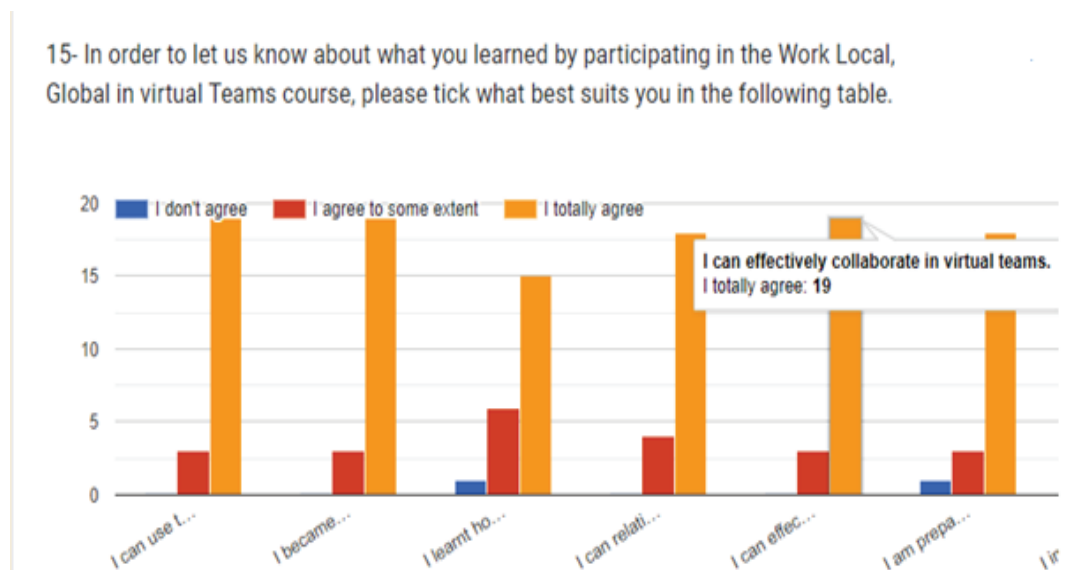 15- In order to let us know about what you learned by participating in the Work Local,
Global in virtual Teams course, please tick what best suits you in the following table.
20
I don't agree
I agree to some extent
I totally agree
I can effectively collaborate in virtual teams.
I totally agree: 19
15
10
5
0
I can use t...
I became...
I learnt ho...
I can relati...
I can effec...
I am prepa...